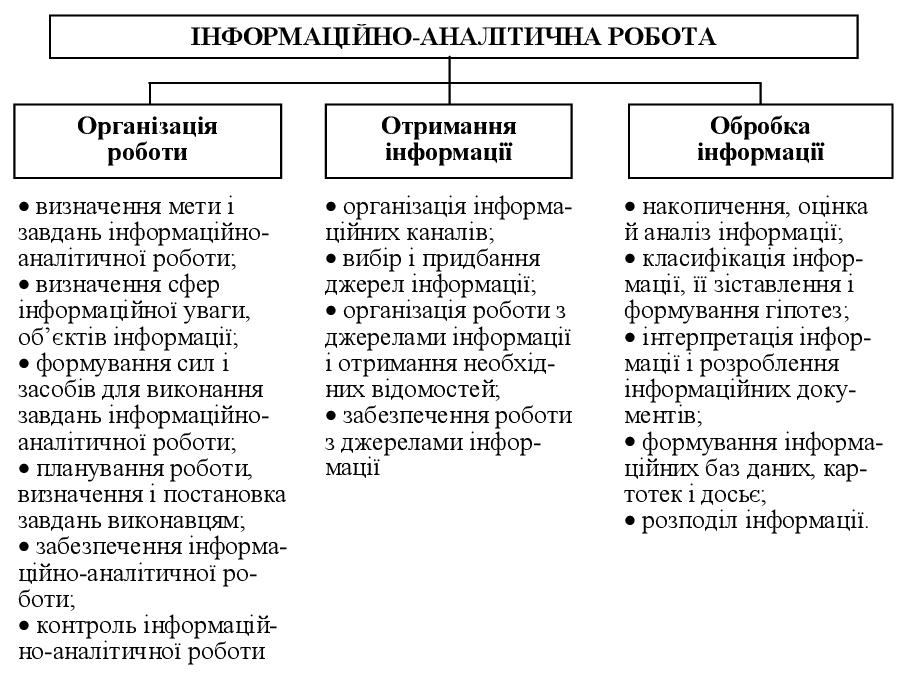 ІНФОРМАЦІЙНО-АНАЛІТИЧНА РОБОТА
Організація
роботи
• визначення мети і
завдань інформаційно-
аналітичної роботи;
• визначення сфер
інформаційної уваги,
об’єктів інформації;
• формування сил і
засобів для виконання
завдань інформаційно-
аналітичної роботи;
• планування роботи,
визначення і постановка
завдань виконавцям;
• забезпечення інформа-
ційно-аналітичної ро-
боти;
• контроль інформацій-
но-аналітичної роботи
Отримання
інформації
• організація інформа-
ційних каналів;
• вибір і придбання
джерел інформації;
• організація роботи з
джерелами інформації
і отримання необхід-
них відомостей;
• забезпечення роботи
з джерелами інфор-
мації
Обробка
інформації
• накопичення, оцінка
й аналіз інформації;
• класифікація інфор-
мації, її зіставлення і
формування гіпотез;
• інтерпретація інфор-
мації і розроблення
інформаційних доку-
ментів;
• формування інформа-
ційних баз даних, кар-
тотек і досьє;
• розподіл інформації.